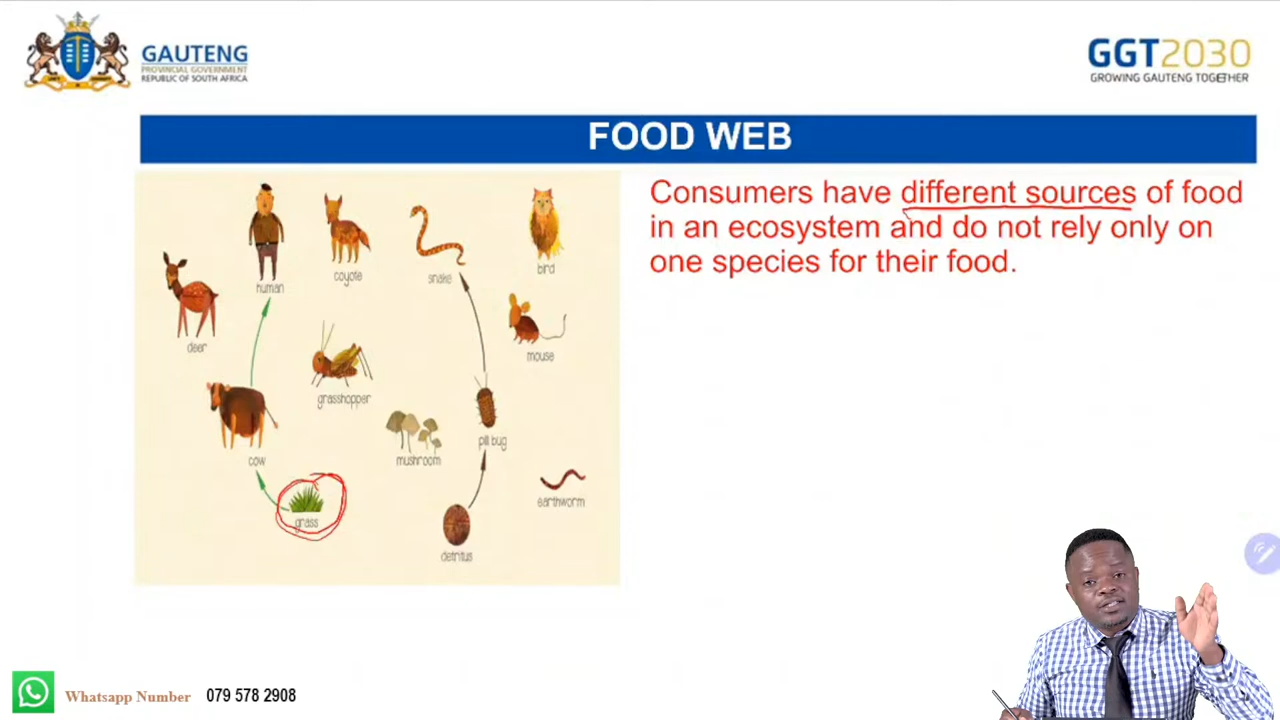 GAUTENG
PROVINCIAL GOVERNMENT
REPUBLIC OF SOUTH AFRICA
GGT2030
GROWING GAUTENG TOGETHER
FOOD WEB
Consumers have different sources of food
in an ecosystem and do not rely only on
one species for their food.
human
coyote
snake
bird
deer
mouse
grasshopper
cow
mushroom
pill bug
grass
earthworm
detritus
Whatsapp Number 079 578 2908